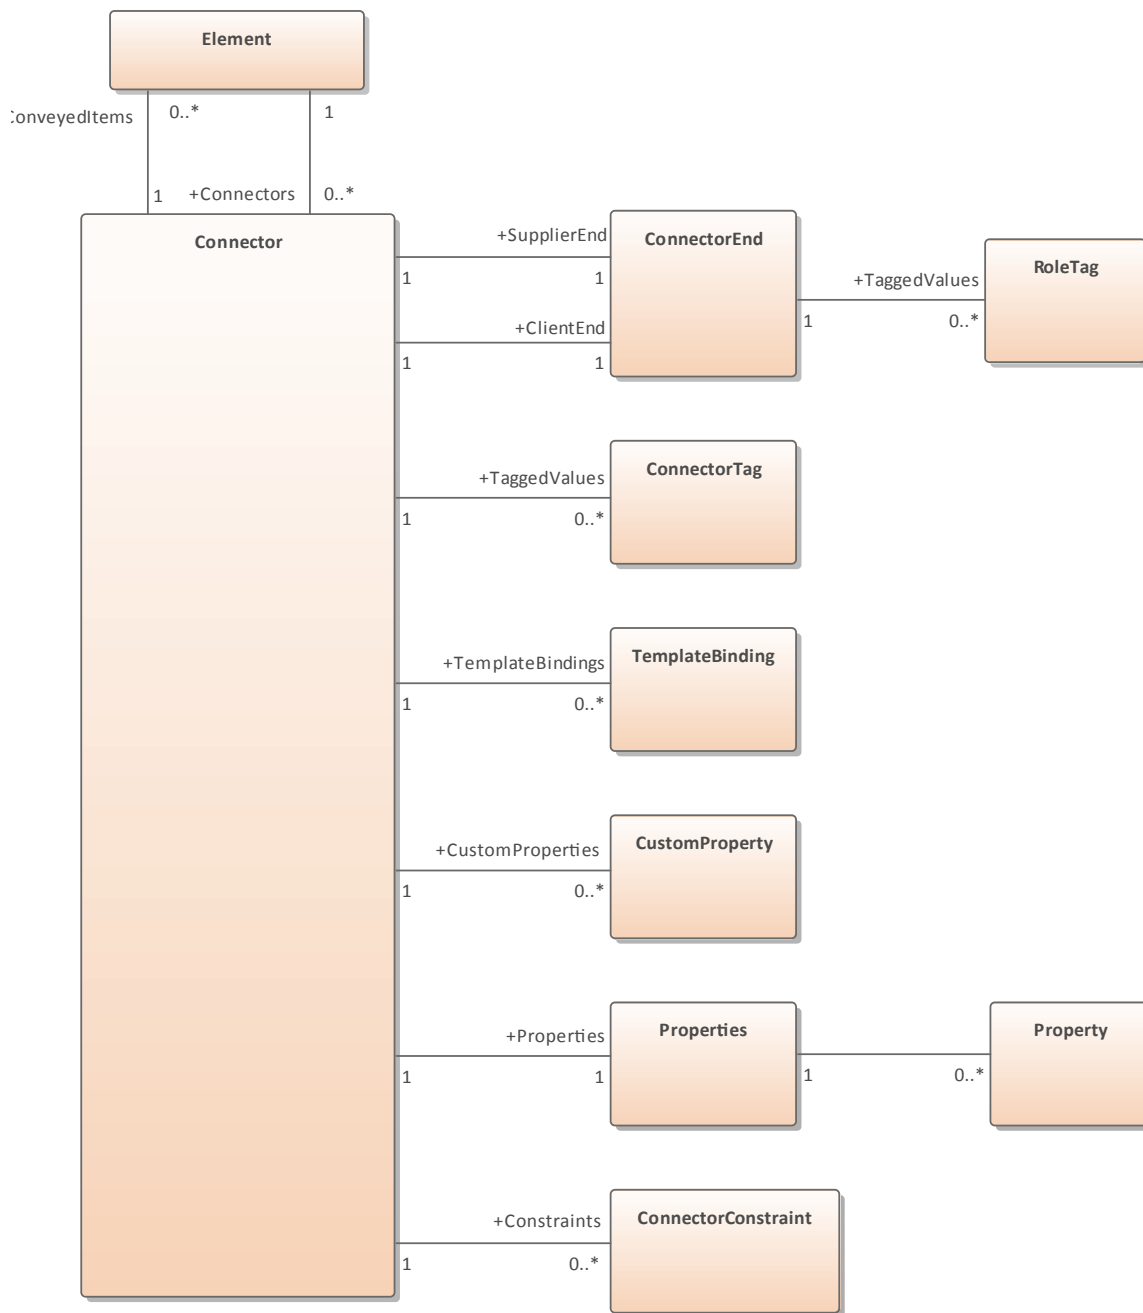 Element
ConveyedItems
0..*
1
1
+Connectors
0..*
Connector
+SupplierEnd
1
1
+ClientEnd
1
1
ConnectorEnd
+TaggedValues
1
0..*
RoleTag
+TaggedValues
1
0..*
ConnectorTag
+TemplateBindings
1
0..*
TemplateBinding
+CustomProperties
1
0..*
CustomProperty
+Properties
1
1
Properties
1
0..*
Property
+Constraints
1
0..*
ConnectorConstraint